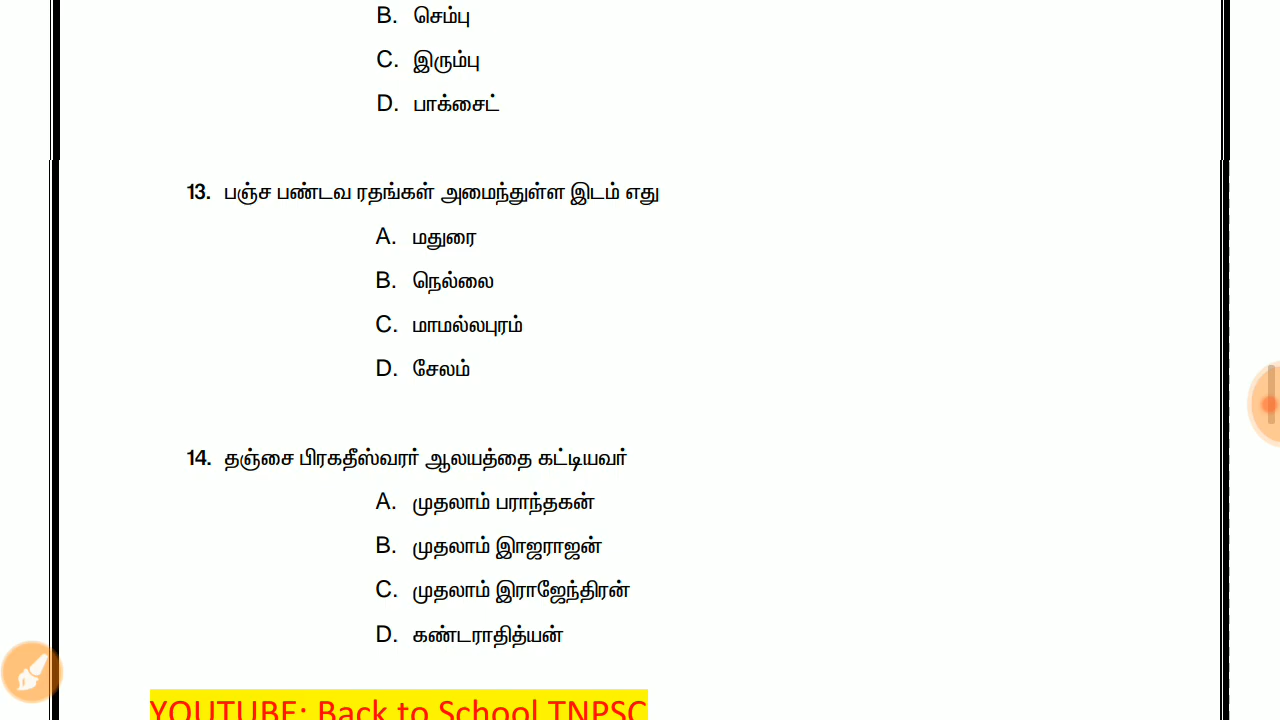 B. செம்பு
C. இரும்பு
D. பாக்சைட்
13. பஞ்ச பண்டவ ரதங்கள் அமைந்துள்ள இடம் எது
A. மதுரை
B. நெல்லை
C. மாமல்லபுரம்
D. சேலம்
14. தஞ்சை பிரகதீஸ்வரர் ஆலயத்தை கட்டியவர்
A. முதலாம் பராந்தகன்
B. முதலாம் இாஜராஜன்
C. முதலாம் இராஜேந்திரன்
D. கண்டராதித்யன்
YOUTUBE: Back to School TNPSC